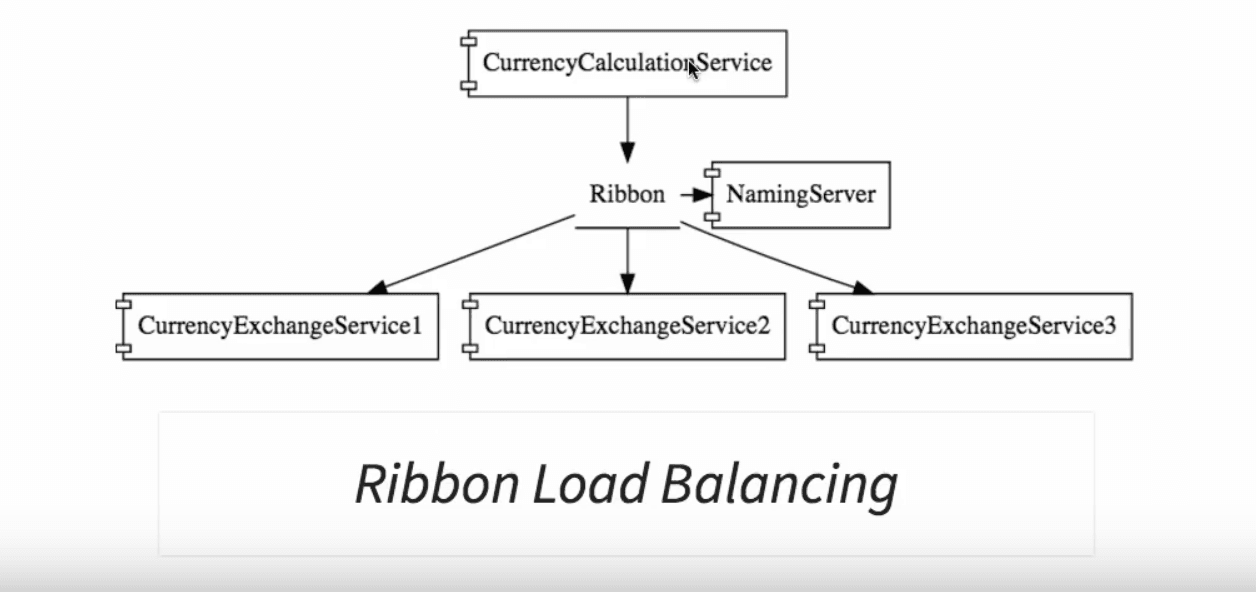 CurrencyCalculationService
Ribbon
NamingServer
CurrencyExchangeService1
CurrencyExchangeService2
CurrencyExchangeService3
Ribbon Load Balancing